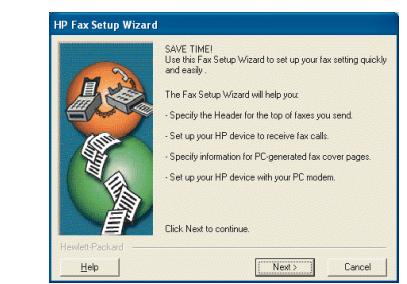 HP Fax Setup Wizard
SAVE TIME!
Use this Fax Setup Wizard to set up your fax setting quickly
and easily .
The Fax Setup Wizard will help you:
- Specify the Header for the top of faxes you send.
- Set up your HP device to receive fax calls.
- Specify information for PC-generated fax cover pages.
- Set up your HP device with your PC modem.
Click Next to continue.
Hewlett-Packard
Help
Next >
Cancel